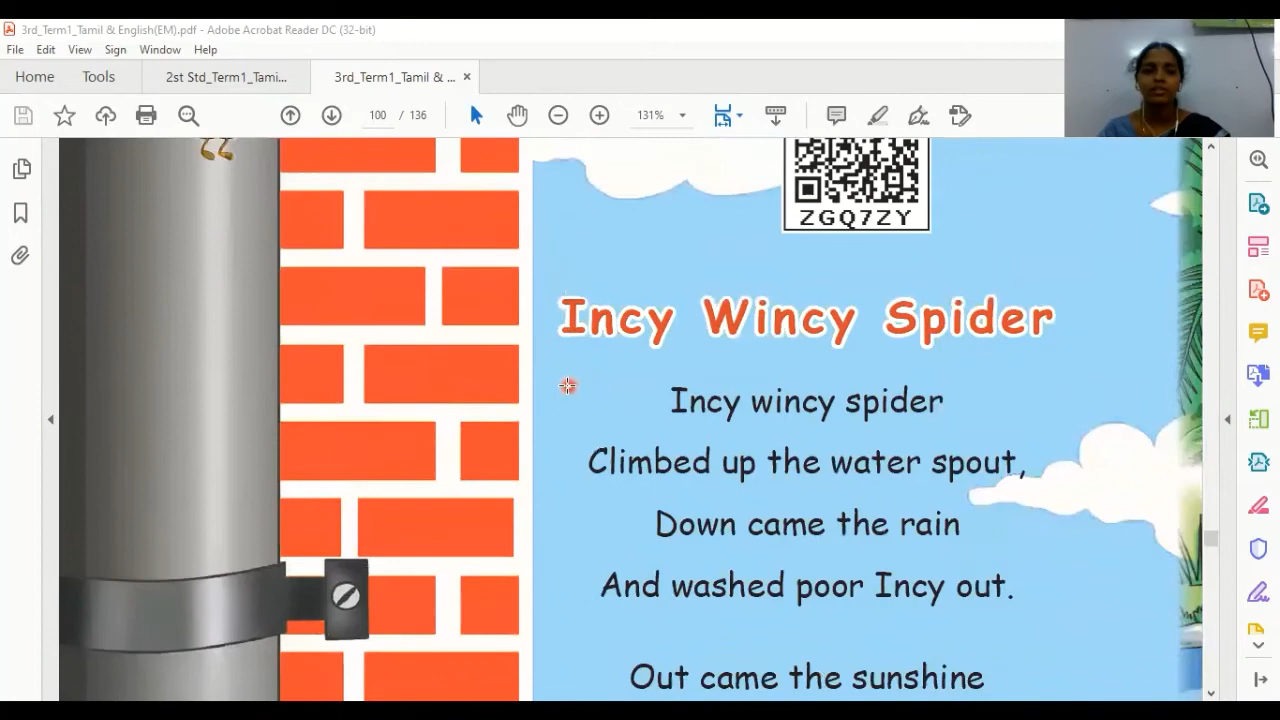 3rd_Term1_Tamil & English(EM).pdf - Adobe Acrobat Reader DC (32-bit)
File Edit View Sign Window Help
Home Tools 2st Std_Term1_Tami... 3rd_Term1_Tamil & ... ×
100 / 136 131%
ZGQ7ZY
Incy Wincy Spider
Incy wincy spider
Climbed up the water spout,
Down came the rain
And washed poor Incy out.
Out came the sunshine